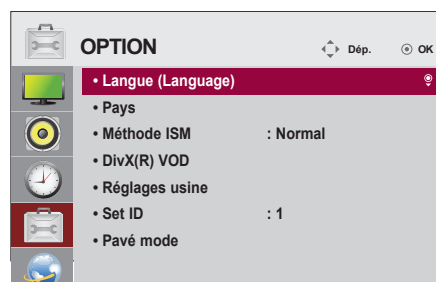 OPTION Dép. OK
• Langue (Language)
• Pays
• Méthode ISM : Normal
• DivX(R) VOD
• Réglages usine
• Set ID : 1
• Pavé mode